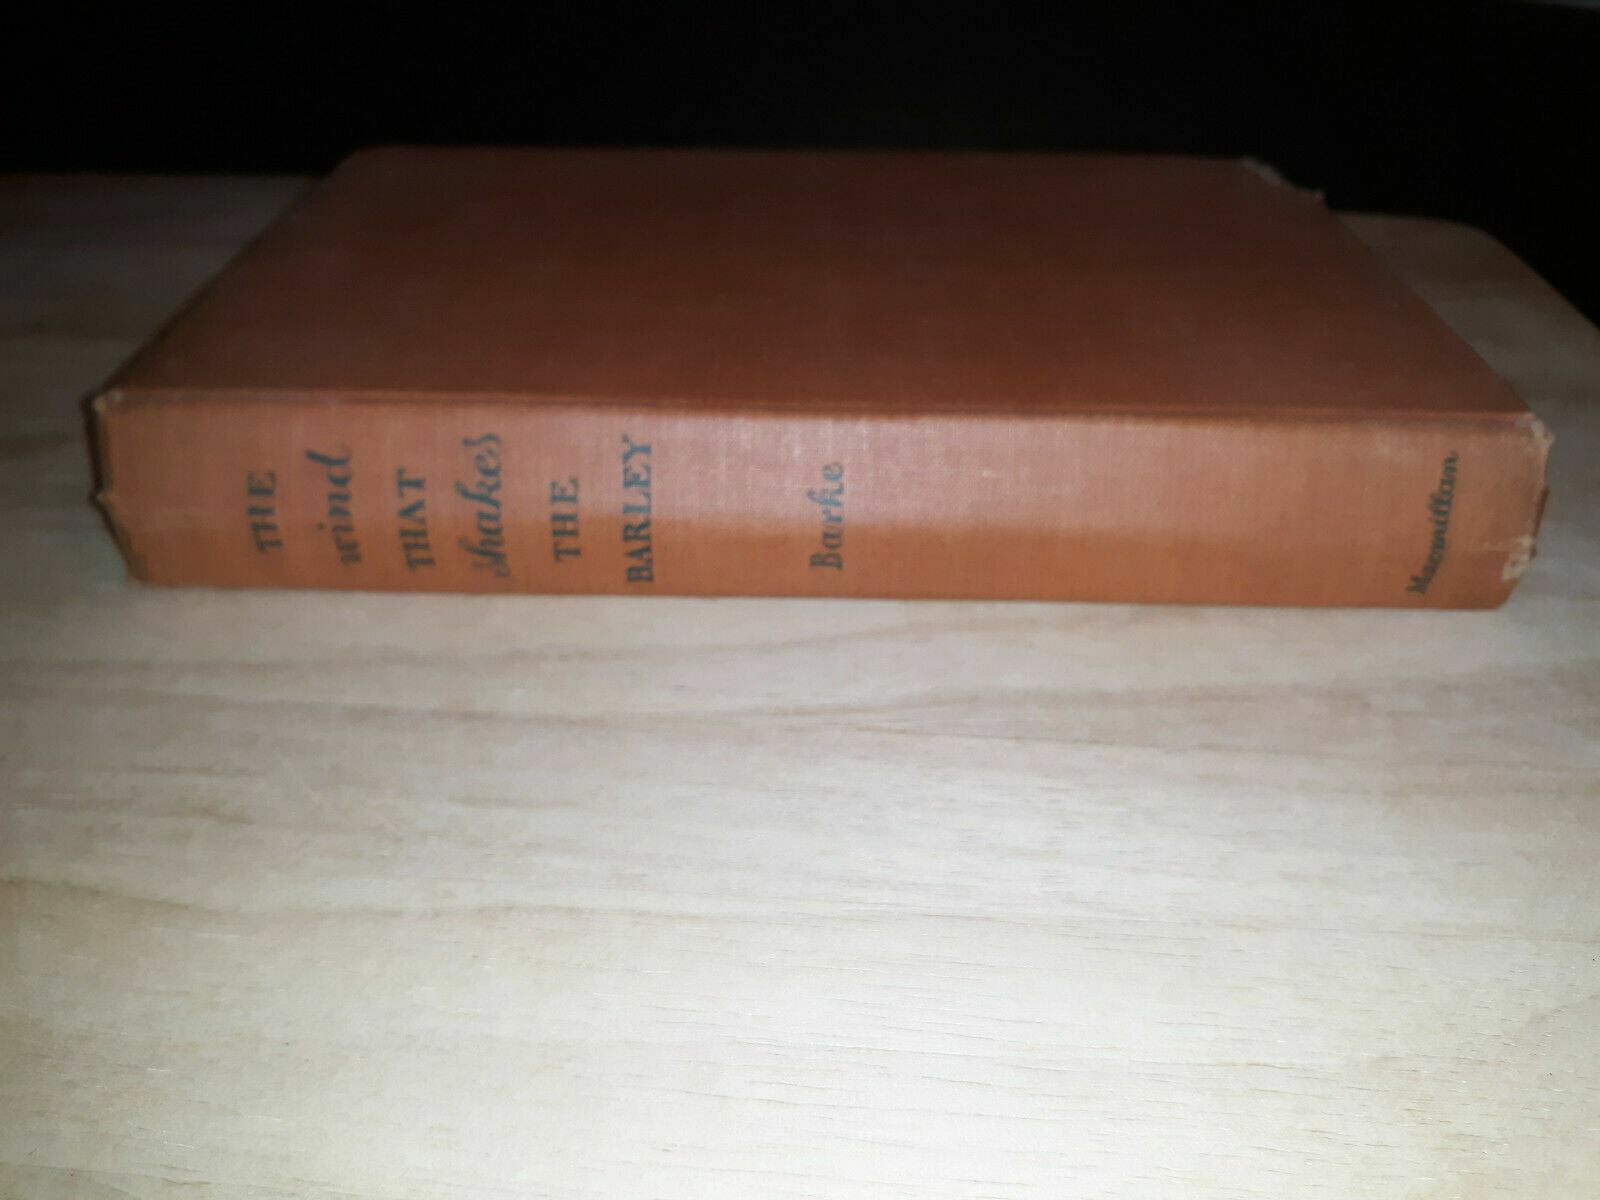 THE
wind
THAT
shakes
THE
BARLEY
Barke
Macmillan